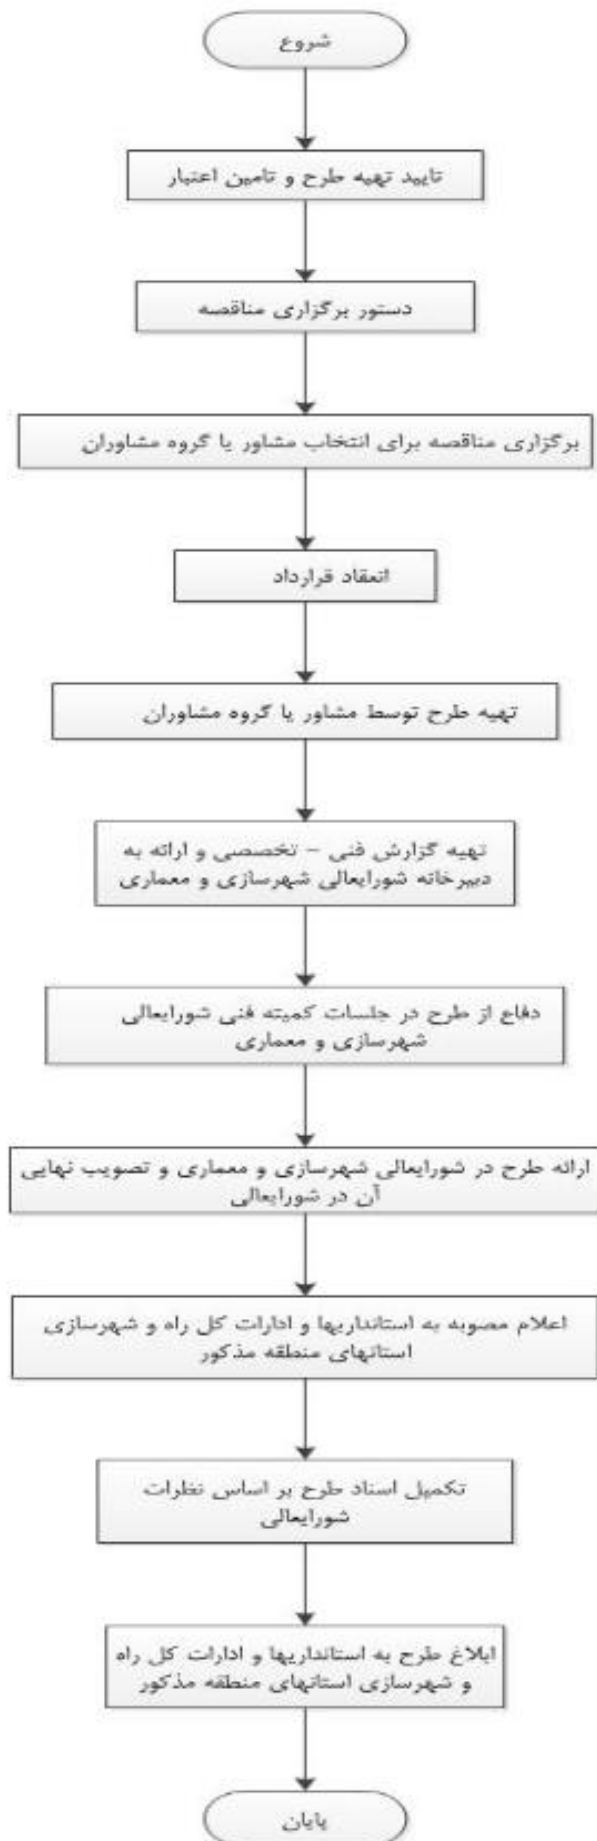 شروع
تایید تهیه طرح و تامین اعتبار
دستور برگزاری مناقصه
برگزاری مناقصه برای انتخاب مشاور یا گروه مشاوران
انعقاد قرارداد
تهیه طرح توسط مشاور یا گروه مشاوران
تهیه گزارش فنی – تخصصی و ارائه به
دبیرخانه شورایعالی شهرسازی و معماری
دفاع از طرح در جلسات کمیته فنی شورایعالی
شهرسازی و معماری
ارائه طرح در شورایعالی شهرسازی و معماری و تصویب نهایی
آن در شورایعالی
اعلام مصوبه به استانداریها و ادارات کل راه و شهرسازی
استانهای منطقه مذکور
تکمیل اسناد طرح بر اساس نظرات
شورایعالی
ابلاغ طرح به استانداریها و ادارات کل راه
و شهرسازی استانهای منطقه مذکور
پایان